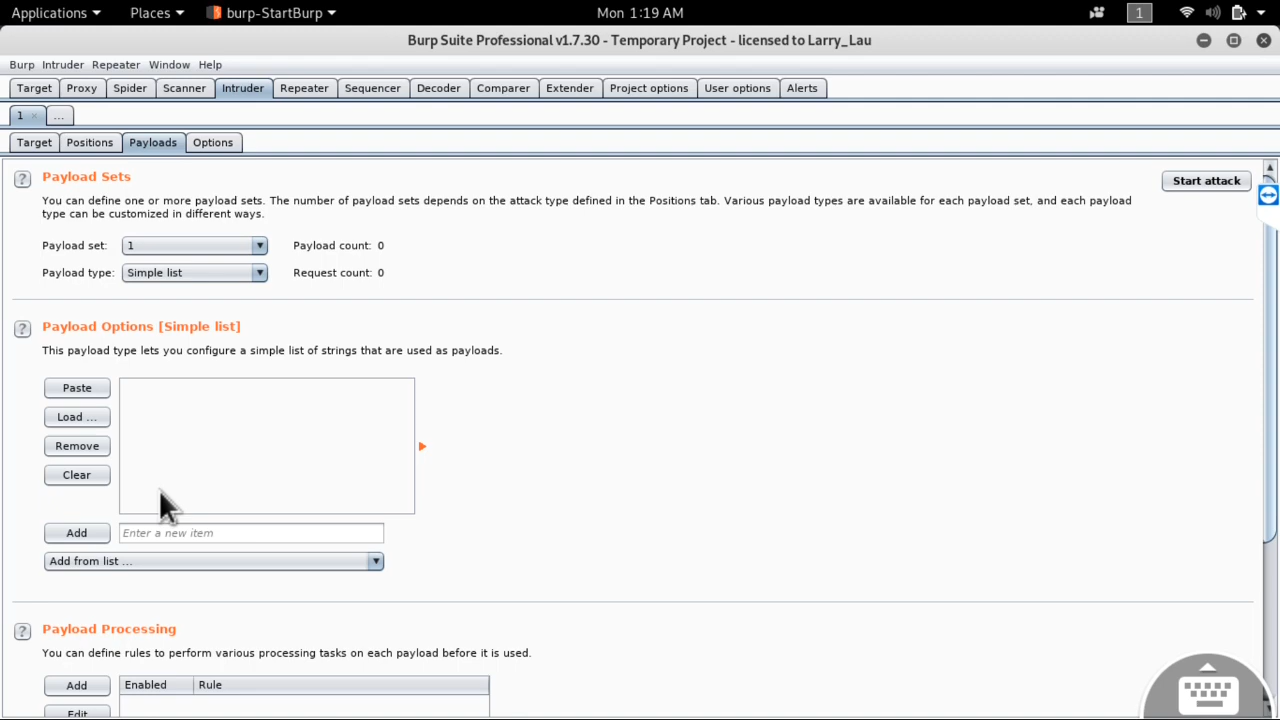 Applications Places burp-StartBurp Mon 1:19 AM 1
Burp Suite Professional v1.7.30 - Temporary Project - licensed to Larry_Lau
Burp Intruder Repeater Window Help
Target Proxy Spider Scanner Intruder Repeater Sequencer Decoder Comparer Extender Project options User options Alerts
1 × ...
Target Positions Payloads Options
? Payload Sets Start attack
You can define one or more payload sets. The number of payload sets depends on the attack type defined in the Positions tab. Various payload types are available for each payload set, and each payload
type can be customized in different ways.
Payload set: 1 Payload count: 0
Payload type: Simple list Request count: 0
? Payload Options [Simple list]
This payload type lets you configure a simple list of strings that are used as payloads.
Paste
Load ...
Remove
Clear
Add Enter a new item
Add from list ...
? Payload Processing
You can define rules to perform various processing tasks on each payload before it is used.
Add Enabled Rule
Edit